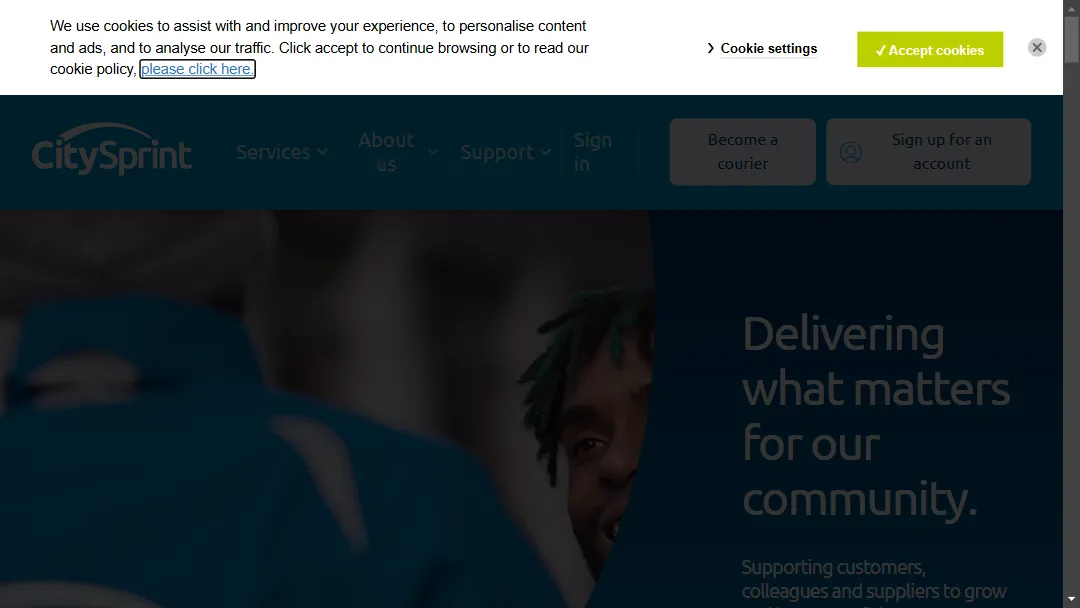 We use cookies to assist with and improve your experience, to personalise content
and ads, and to analyse our traffic. Click accept to continue browsing or to read our
cookie policy, please click here.
Cookie settings
✓ Accept cookies
CitySprint
Services
About
us
Support
Sign
in
Become a
courier
Sign up for an
account
Delivering
what matters
for our
community.
Supporting customers,
colleagues and suppliers to grow